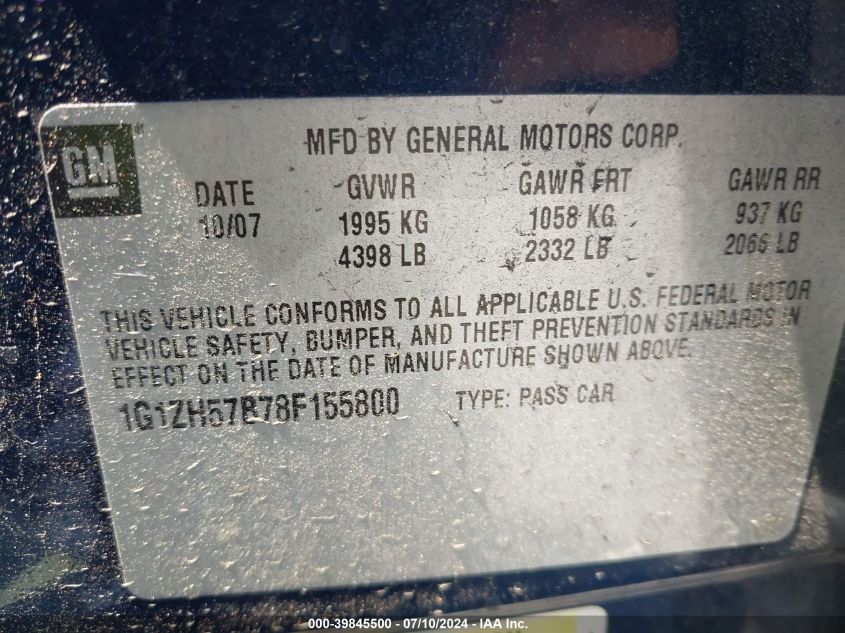 MFD BY GENERAL MOTORS CORP.
GM
DATE GVWR GAWR FRT GAWR RR
10/07 1995 KG 1058 KG 937 KG
4398 LB 2332 LB 2066 LB
THIS VEHICLE CONFORMS TO ALL APPLICABLE U.S. FEDERAL MOTOR
VEHICLE SAFETY, BUMPER, AND THEFT PREVENTION STANDARDS IN
EFFECT ON THE DATE OF MANUFACTURE SHOWN ABOVE.
1G1ZH57B78F155800 TYPE: PASS CAR
000-39845500 - 07/10/2024 - © IAA Inc.